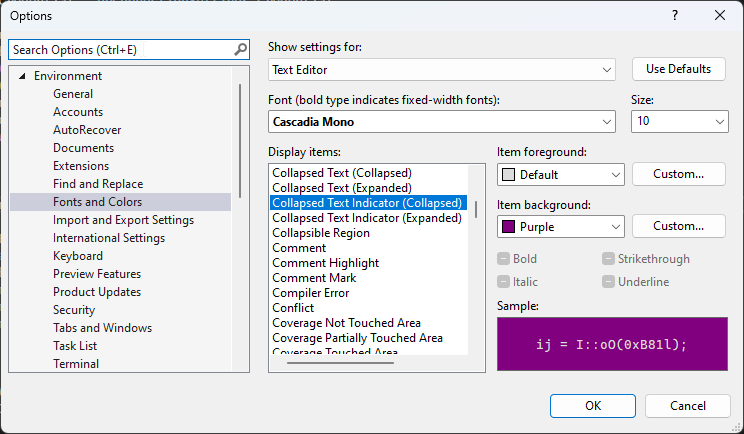 Options
?
Search Options (Ctrl+E)
Environment
General
Accounts
AutoRecover
Documents
Extensions
Find and Replace
Fonts and Colors
Import and Export Settings
International Settings
Keyboard
Preview Features
Product Updates
Security
Tabs and Windows
Task List
Terminal
Show settings for:
Text Editor
Use Defaults
Font (bold type indicates fixed-width fonts):
Size:
Cascadia Mono
10
Display items:
Collapsed Text (Collapsed)
Collapsed Text (Expanded)
Collapsed Text Indicator (Collapsed)
Collapsed Text Indicator (Expanded)
Collapsible Region
Comment
Comment Highlight
Comment Mark
Compiler Error
Conflict
Coverage Not Touched Area
Coverage Partially Touched Area
Coverage Touched Area
Item foreground:
Default
Custom...
Item background:
Purple
Custom...
Bold
Strikethrough
Italic
Underline
Sample:
ij = I::oO(0xB81l);
OK
Cancel